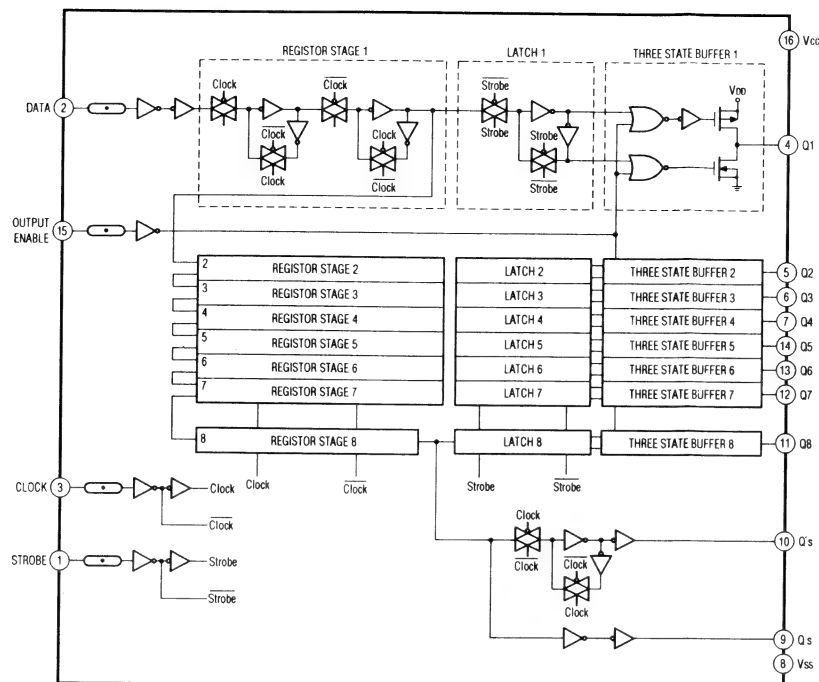 REGISTOR STAGE 1
LATCH 1
THREE STATE BUFFER 1
16 Vcc
Clock
Clock
Strobe
VDD
DATA 2
Clock
Clock
Clock
Clock
Strobe
Strobe
Strobe
4 Q1
OUTPUT
ENABLE
15
2 REGISTOR STAGE 2 LATCH 2 THREE STATE BUFFER 2 5 Q2
3 REGISTOR STAGE 3 LATCH 3 THREE STATE BUFFER 3 6 Q3
4 REGISTOR STAGE 4 LATCH 4 THREE STATE BUFFER 4 7 Q4
5 REGISTOR STAGE 5 LATCH 5 THREE STATE BUFFER 5 14 Q5
6 REGISTOR STAGE 6 LATCH 6 THREE STATE BUFFER 6 13 Q6
7 REGISTOR STAGE 7 LATCH 7 THREE STATE BUFFER 7 12 Q7
8 REGISTOR STAGE 8 LATCH 8 THREE STATE BUFFER 8 11 Q8
Clock Clock Strobe Strobe
CLOCK 3 Clock
Clock
Clock
Clock
Clock
Clock
10 Q's
STROBE 1 Strobe
Strobe
9 Qs
8 Vss